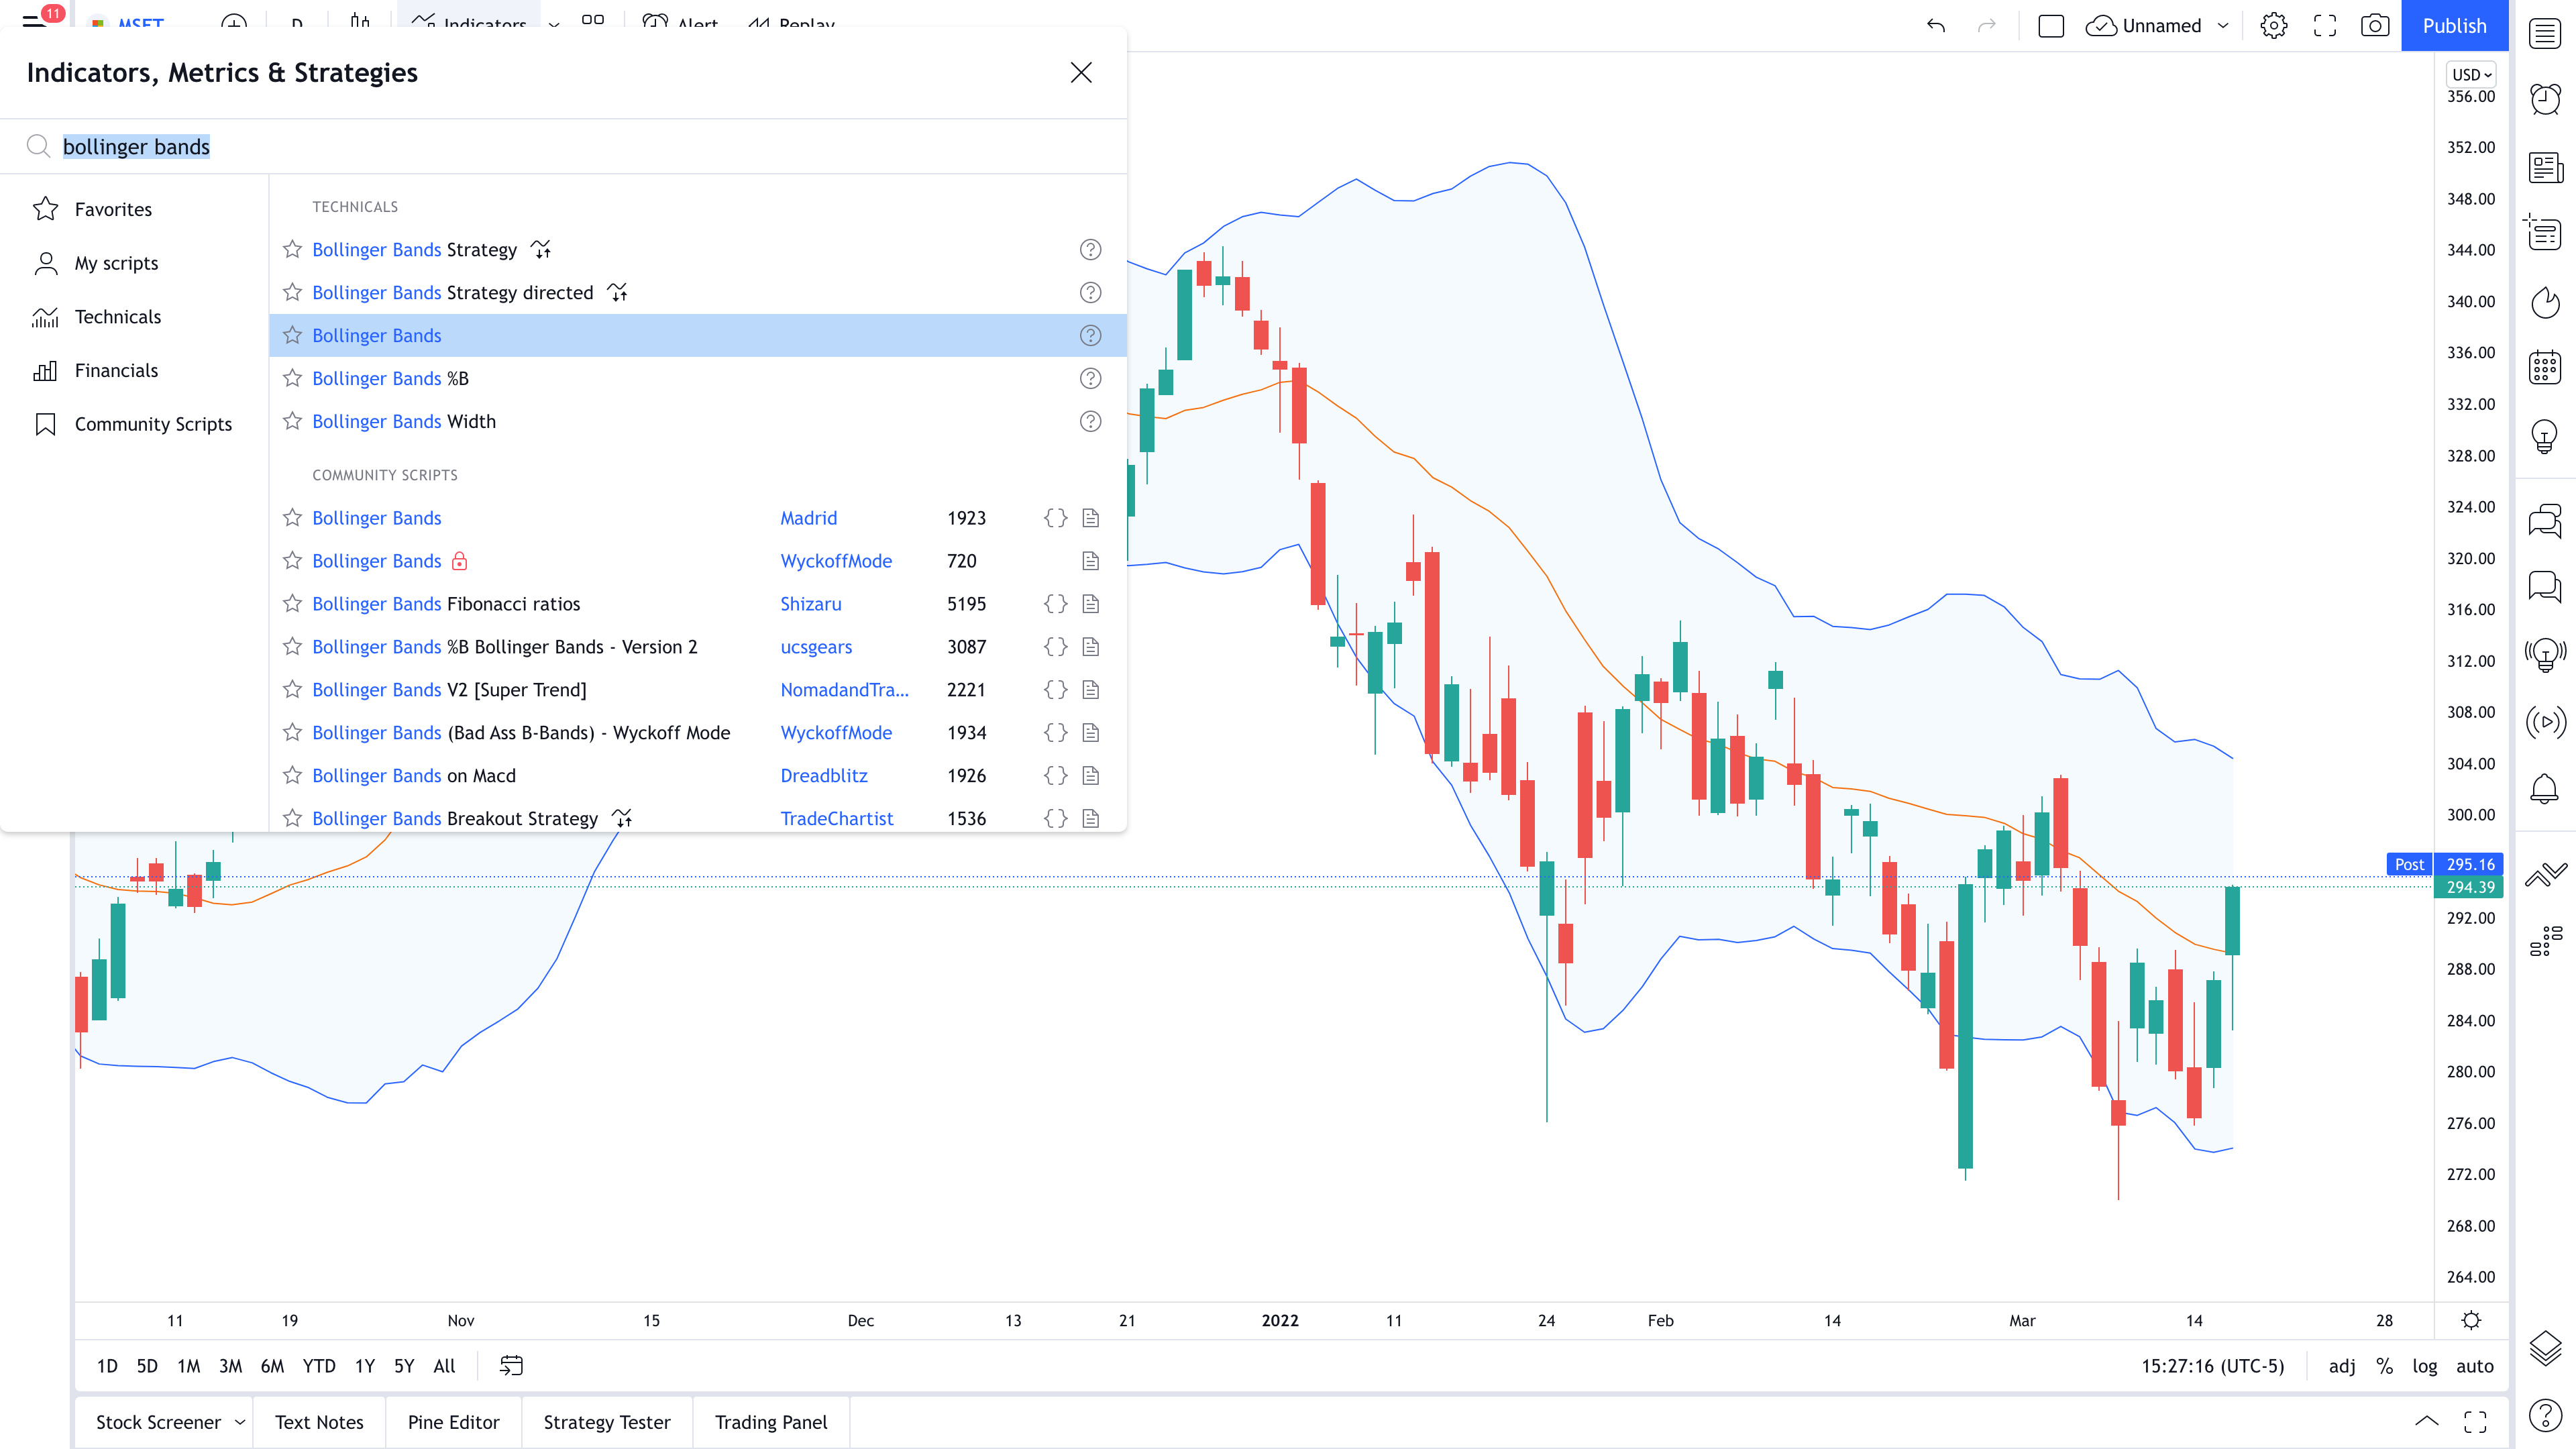 11
MSFT
D
Indicators
Alert
Replay
Unnamed
Publish
Indicators, Metrics & Strategies
bollinger bands
Favorites
My scripts
Technicals
Financials
Community Scripts
TECHNICALS
Bollinger Bands Strategy
Bollinger Bands Strategy directed
Bollinger Bands
Bollinger Bands %B
Bollinger Bands Width
COMMUNITY SCRIPTS
Bollinger Bands Madrid 1923
Bollinger Bands WyckoffMode 720
Bollinger Bands Fibonacci ratios Shizaru 5195
Bollinger Bands %B Bollinger Bands - Version 2 ucsgears 3087
Bollinger Bands V2 [Super Trend] NomadandTra... 2221
Bollinger Bands (Bad Ass B-Bands) - Wyckoff Mode WyckoffMode 1934
Bollinger Bands on Macd Dreadblitz 1926
Bollinger Bands Breakout Strategy TradeChartist 1536
USD
356.00
352.00
348.00
344.00
340.00
336.00
332.00
328.00
324.00
320.00
316.00
312.00
308.00
304.00
300.00
Post 295.16
294.39
292.00
288.00
284.00
280.00
276.00
272.00
268.00
264.00
11 19 Nov 15 Dec 13 21 2022 11 24 Feb 14 Mar 14 28
1D 5D 1M 3M 6M YTD 1Y 5Y All
15:27:16 (UTC-5) adj % log auto
Stock Screener Text Notes Pine Editor Strategy Tester Trading Panel